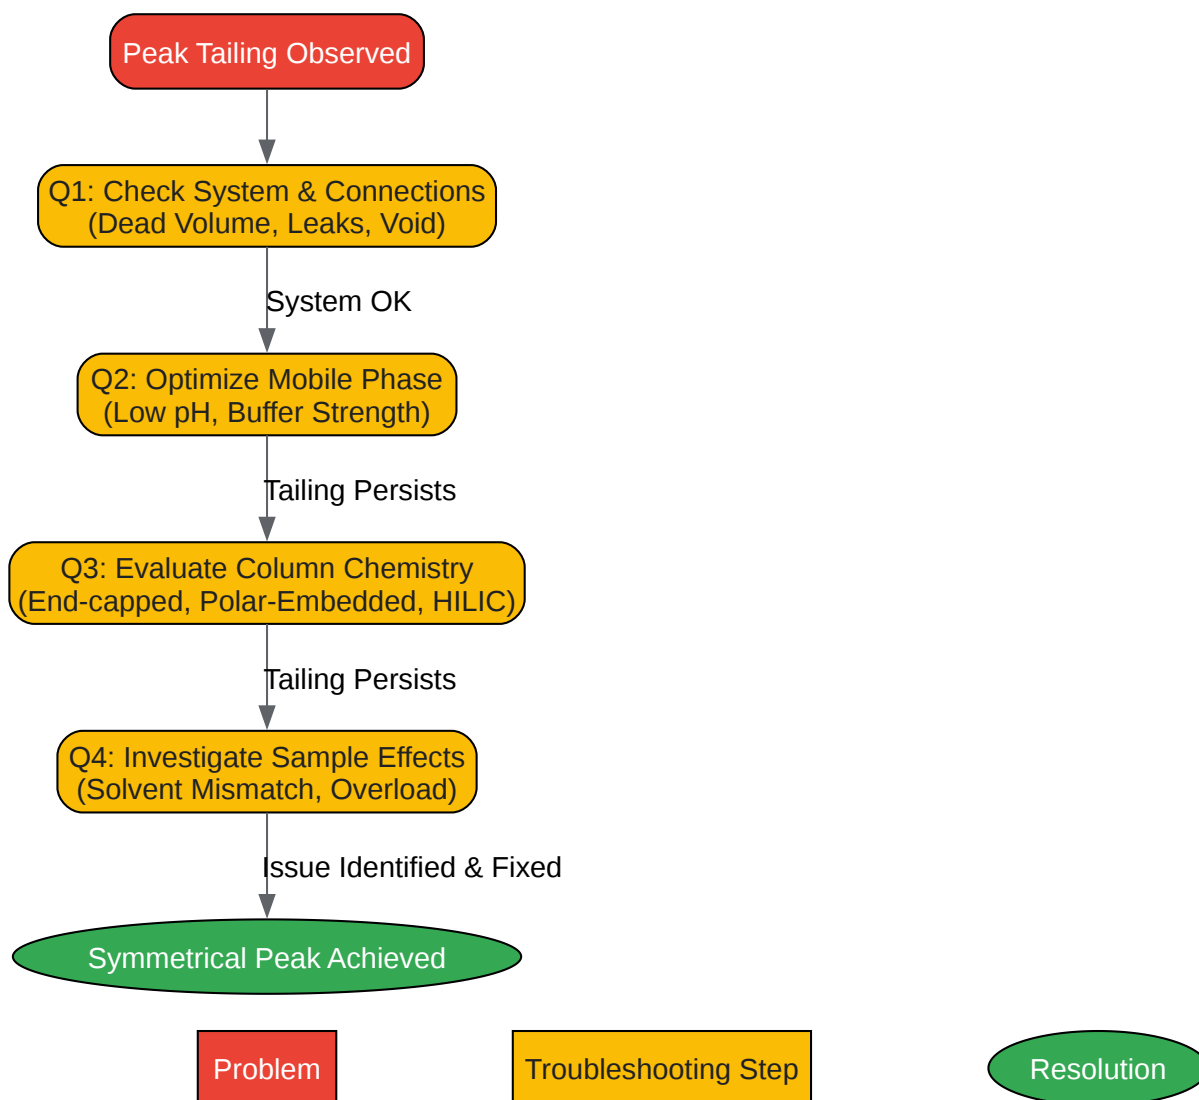 Peak Tailing Observed
Q1: Check System & Connections
(Dead Volume, Leaks, Void)
System OK
Q2: Optimize Mobile Phase
(Low pH, Buffer Strength)
Tailing Persists
Q3: Evaluate Column Chemistry
(End-capped, Polar-Embedded, HILIC)
Tailing Persists
Q4: Investigate Sample Effects
(Solvent Mismatch, Overload)
Issue Identified & Fixed
Symmetrical Peak Achieved
Problem
Troubleshooting Step
Resolution